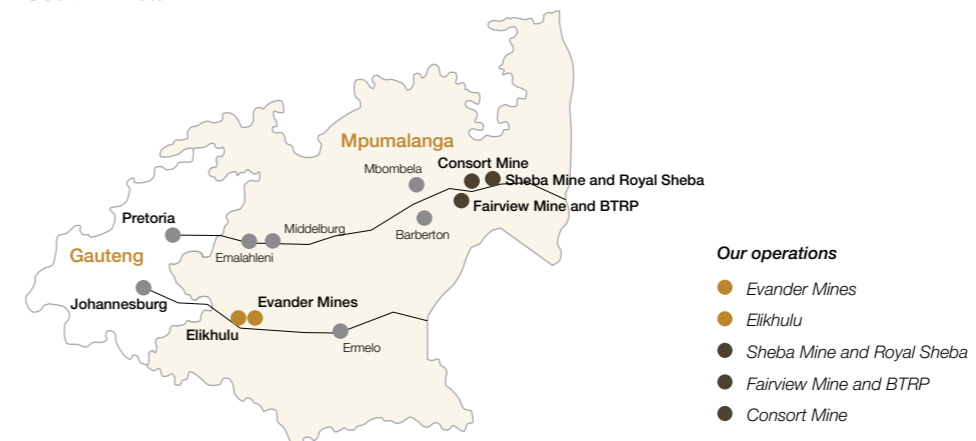 Mpumalanga
Mbombela
Consort Mine
Sheba Mine and Royal Sheba
Fairview Mine and BTRP
Pretoria
Middelburg
Barberton
Emalahleni
Gauteng
Johannesburg
Evander Mines
Elikhulu
Ermelo
Our operations
Evander Mines
Elikhulu
Sheba Mine and Royal Sheba
Fairview Mine and BTRP
Consort Mine